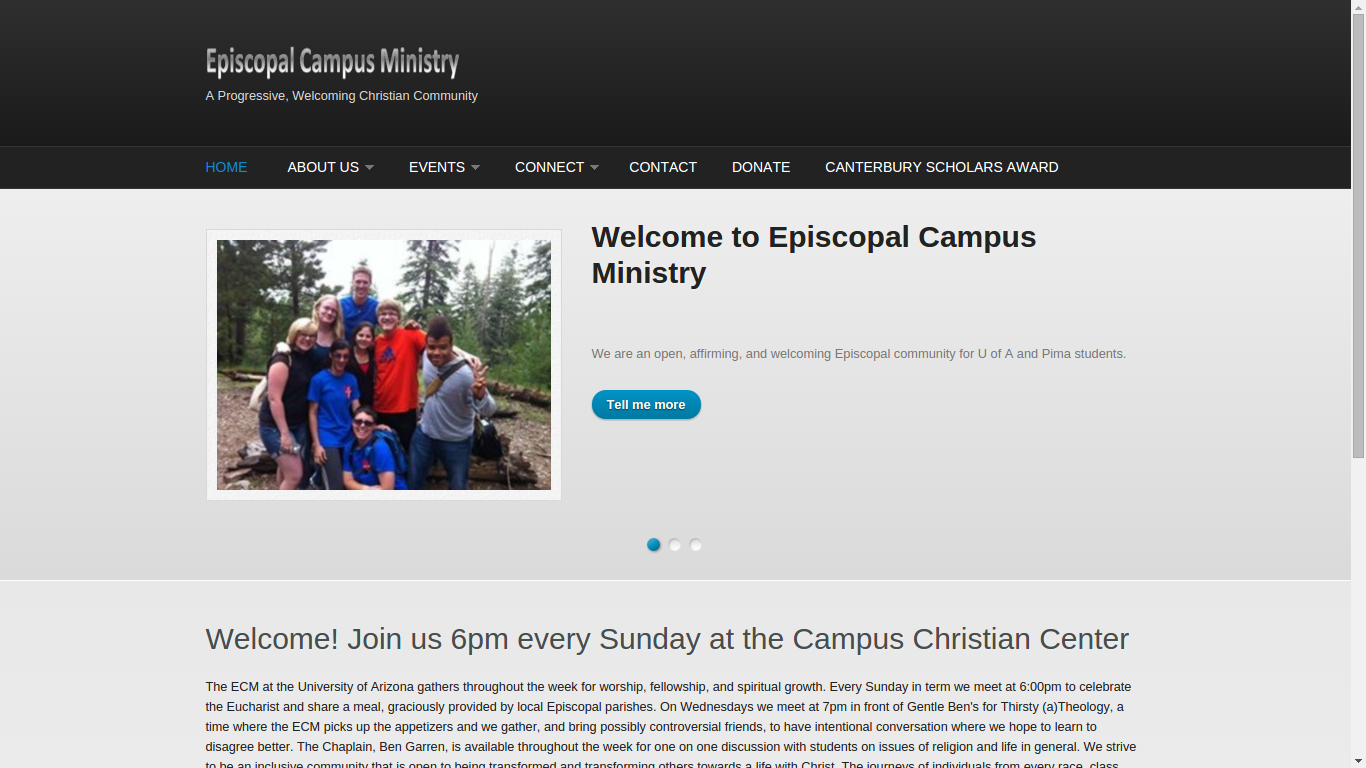 Episcopal Campus Ministry
A Progressive, Welcoming Christian Community
HOME ABOUT US EVENTS CONNECT CONTACT DONATE CANTERBURY SCHOLARS AWARD
Welcome to Episcopal Campus
Ministry
We are an open, affirming, and welcoming Episcopal community for U of A and Pima students.
Tell me more
Welcome! Join us 6pm every Sunday at the Campus Christian Center
The ECM at the University of Arizona gathers throughout the week for worship, fellowship, and spiritual growth. Every Sunday in term we meet at 6:00pm to celebrate
the Eucharist and share a meal, graciously provided by local Episcopal parishes. On Wednesdays we meet at 7pm in front of Gentle Ben's for Thirsty (a)Theology, a
time where the ECM picks up the appetizers and we gather, and bring possibly controversial friends, to have intentional conversation where we hope to learn to
disagree better. The Chaplain, Ben Garren, is available throughout the week for one on one discussion with students on issues of religion and life in general. We strive
to be an inclusive community that is open to being transformed and transforming others towards a life with Christ. The journeys of individuals from every race, class,